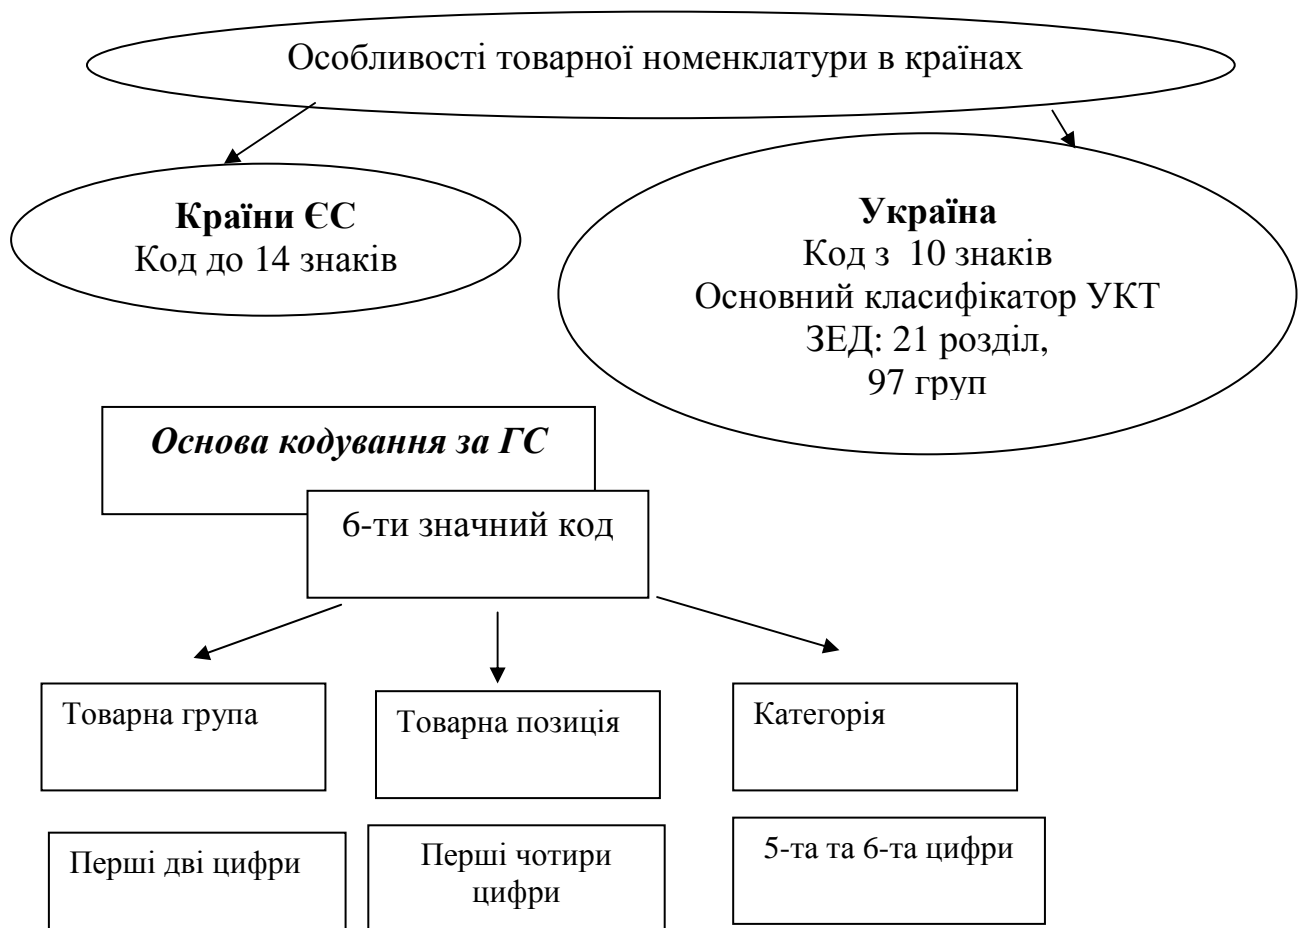 Особливості товарної номенклатури в країнах
Країни ЄС
Код до 14 знаків
Україна
Код з 10 знаків
Основний класифікатор УКТ
ЗЕД: 21 розділ,
97 груп
Основа кодування за ГС
6-ти значний код
Товарна група
Товарна позиція
Категорія
Перші дві цифри
Перші чотири
цифри
5-та та 6-та цифри